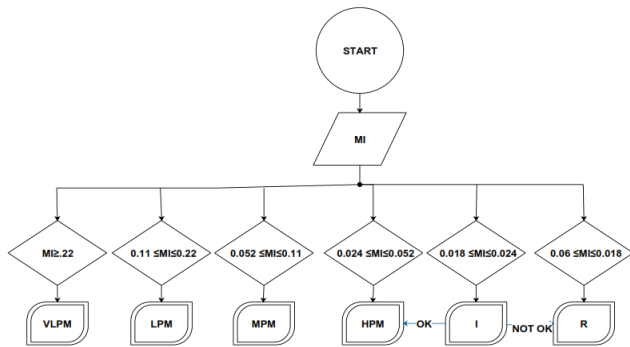 START
MI
MI≥.22
0.11 ≤MI≤0.22
0.052 ≤MI≤0.11
0.024 ≤MI≤0.052
0.018 ≤MI≤0.024
0.06 ≤MI≤0.018
VLPM
LPM
MPM
HPM
OK
I
NOT OK
R